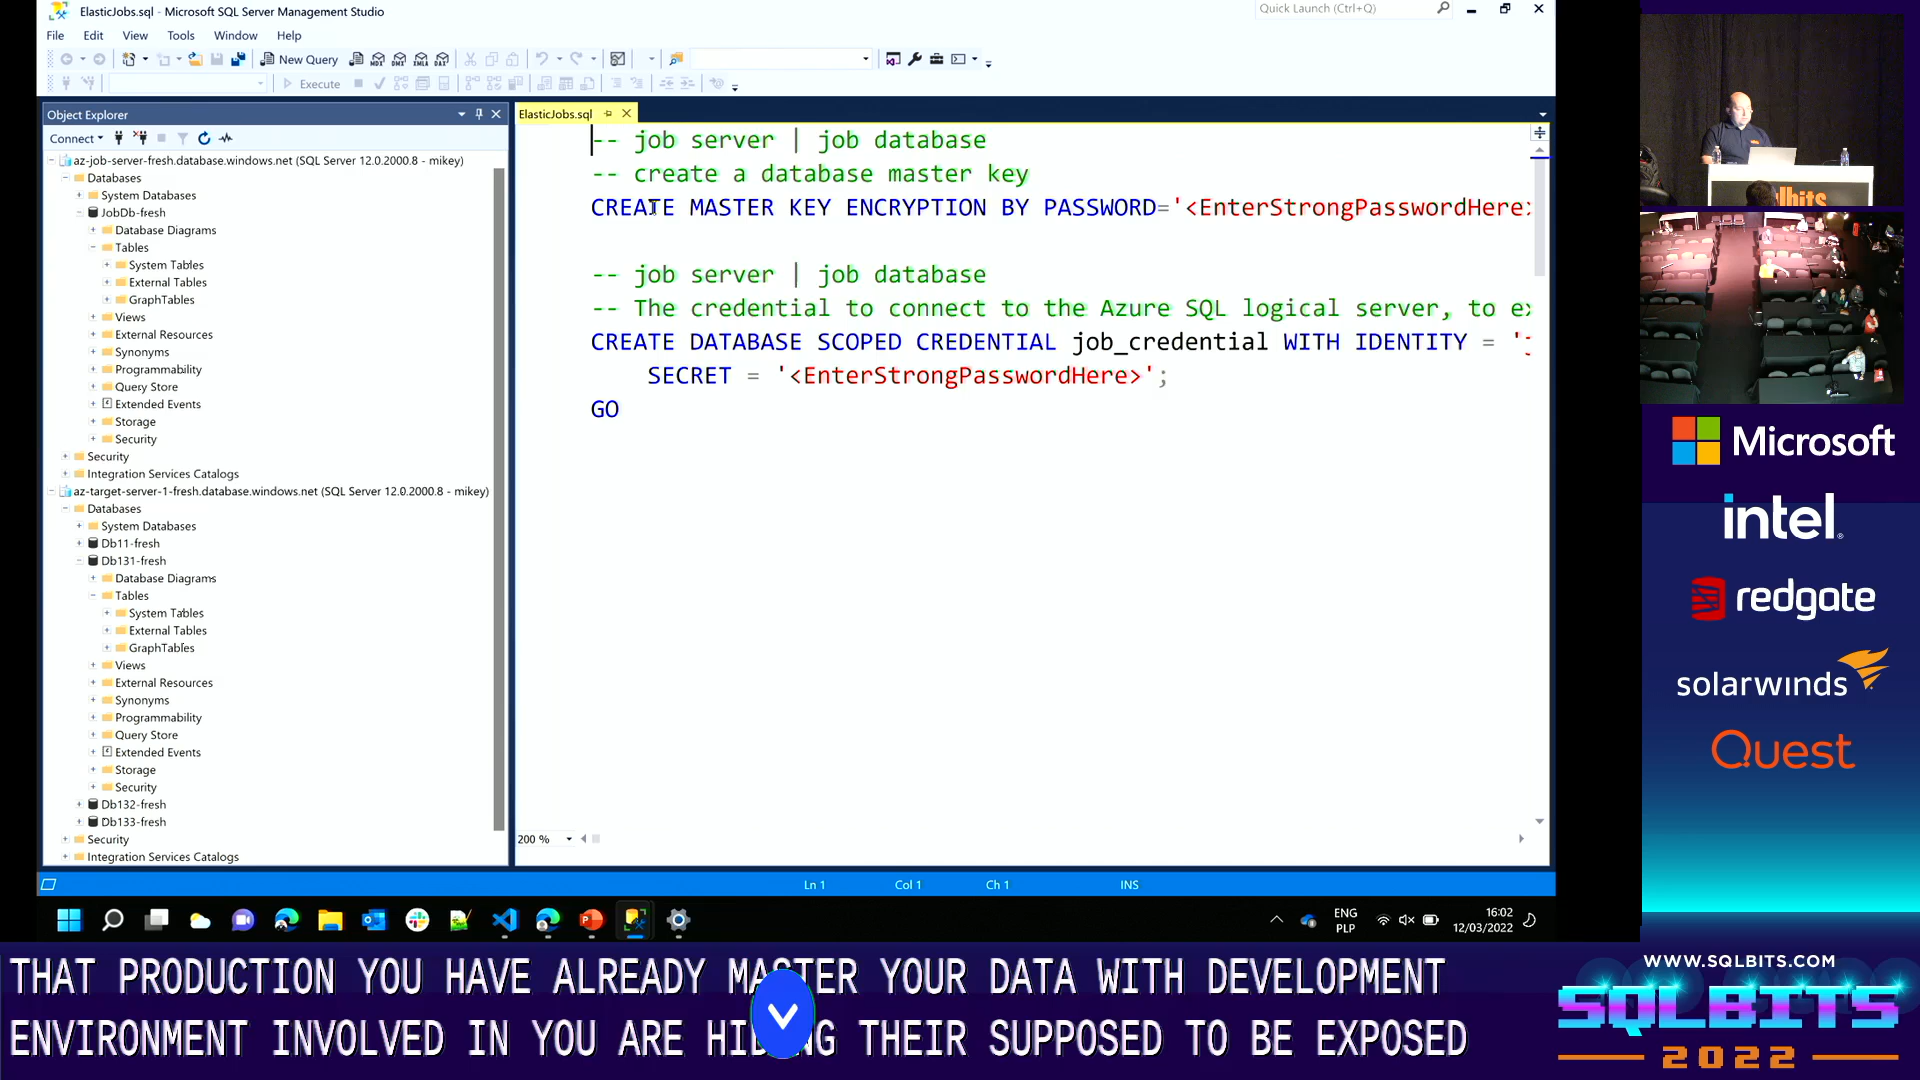 ElasticJobs.sql - Microsoft SQL Server Management Studio
Quick Launch (Ctrl+Q)
File Edit View Tools Window Help
New Query
Execute
Object Explorer
Connect
az-job-server-fresh.database.windows.net (SQL Server 12.0.2000.8 - mikey)
Databases
System Databases
JobDb-fresh
Database Diagrams
Tables
System Tables
External Tables
GraphTables
Views
External Resources
Synonyms
Programmability
Query Store
Extended Events
Storage
Security
Security
Integration Services Catalogs
az-target-server-1-fresh.database.windows.net (SQL Server 12.0.2000.8 - mikey)
Databases
System Databases
Db11-fresh
Db131-fresh
Database Diagrams
Tables
System Tables
External Tables
GraphTables
Views
External Resources
Synonyms
Programmability
Query Store
Extended Events
Storage
Security
Db132-fresh
Db133-fresh
Security
Integration Services Catalogs
ElasticJobs.sql
-- job server | job database
-- create a database master key
CREATE MASTER KEY ENCRYPTION BY PASSWORD='<EnterStrongPasswordHere>
-- job server | job database
-- The credential to connect to the Azure SQL logical server, to ex
CREATE DATABASE SCOPED CREDENTIAL job_credential WITH IDENTITY = '
SECRET = '<EnterStrongPasswordHere>';
GO
200 %
Ln 1 Col 1 Ch 1 INS
ENG
PLP
16:02
12/03/2022
lbits
Microsoft
intel.
redgate
solarwinds
Quest
THAT PRODUCTION YOU HAVE ALREADY MASTER YOUR DATA WITH DEVELOPMENT
ENVIRONMENT INVOLVED IN YOU ARE HIDING THEIR SUPPOSED TO BE EXPOSED
WWW.SQLBITS.COM
SQLBITS
2022